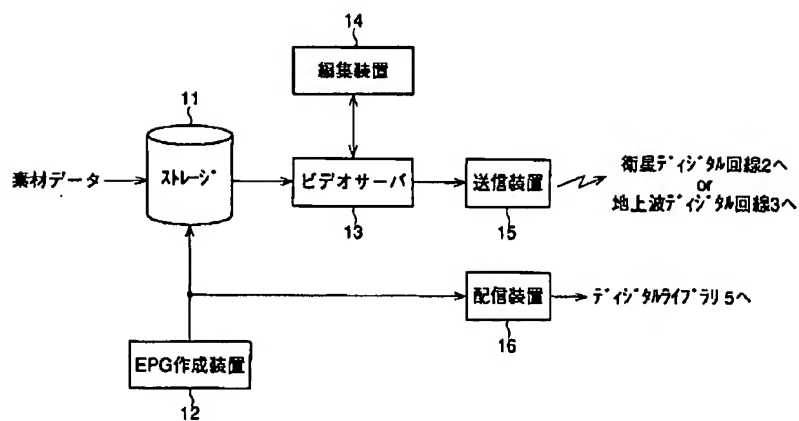 14
編集装置
11
素材データ
ストレージ
ビデオサーバ
13
送信装置
15
衛星ディジタル回線2へ
or
地上波ディジタル回線3へ
配信装置
16
ディジタルライブラリ5へ
EPG作成装置
12